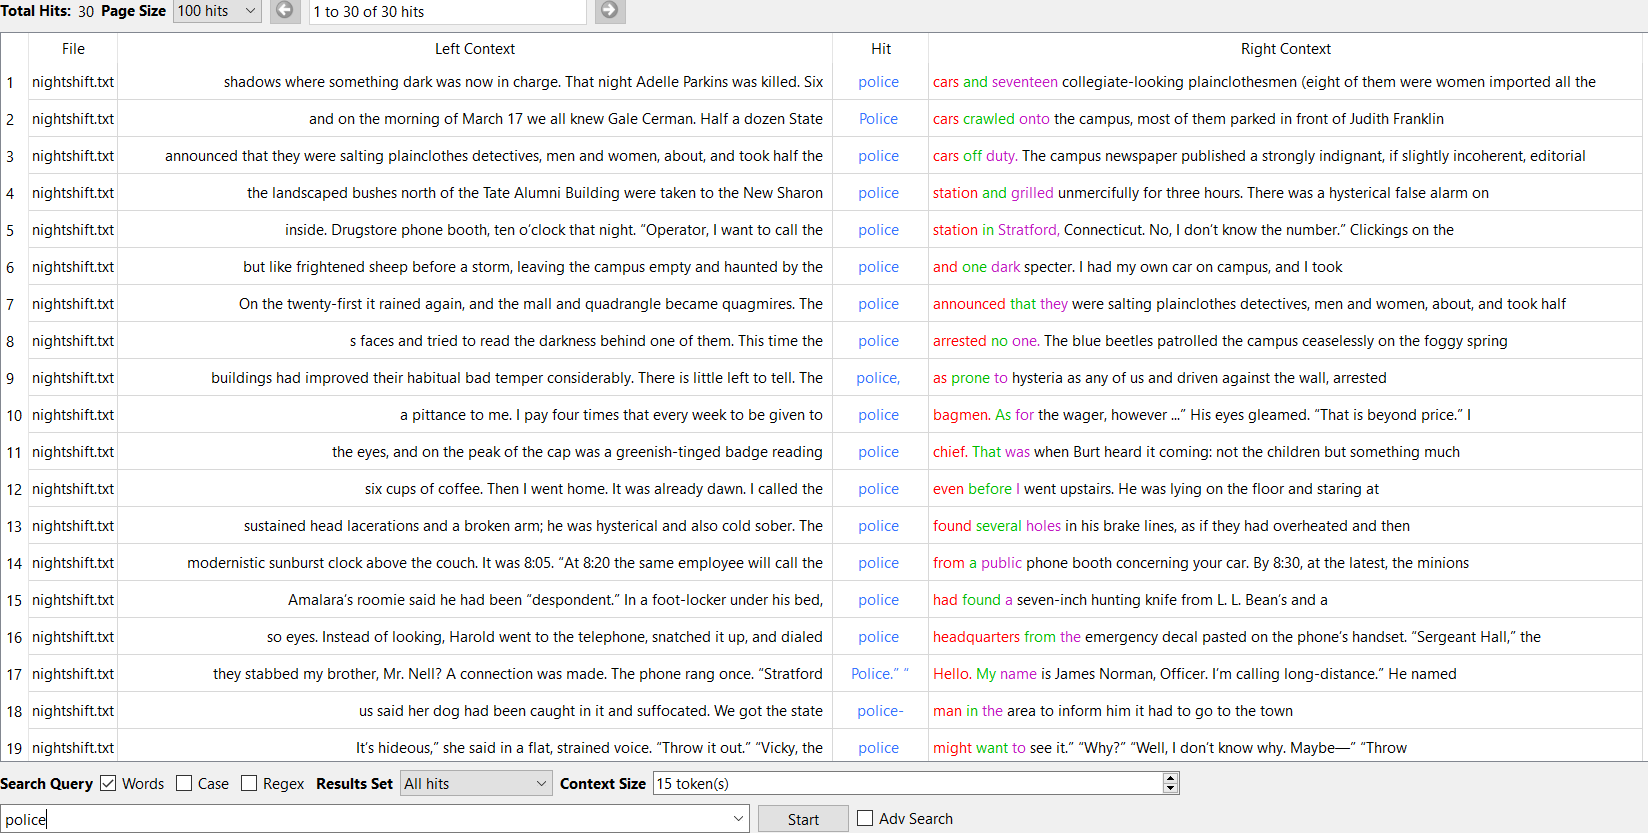 Total Hits: 30 Page Size 100 hits 1 to 30 of 30 hits
File Left Context Hit Right Context
1 nightshift.txt shadows where something dark was now in charge. That night Adelle Parkins was killed. Six police cars and seventeen collegiate-looking plainclothesmen (eight of them were women imported all the
2 nightshift.txt and on the morning of March 17 we all knew Gale Cerman. Half a dozen State Police cars crawled onto the campus, most of them parked in front of Judith Franklin
3 nightshift.txt announced that they were salting plainclothes detectives, men and women, about, and took half the police cars off duty. The campus newspaper published a strongly indignant, if slightly incoherent, editorial
4 nightshift.txt the landscaped bushes north of the Tate Alumni Building were taken to the New Sharon police station and grilled unmercifully for three hours. There was a hysterical false alarm on
5 nightshift.txt inside. Drugstore phone booth, ten o’clock that night. “Operator, I want to call the police station in Stratford, Connecticut. No, I don’t know the number.” Clickings on the
6 nightshift.txt but like frightened sheep before a storm, leaving the campus empty and haunted by the police and one dark specter. I had my own car on campus, and I took
7 nightshift.txt On the twenty-first it rained again, and the mall and quadrangle became quagmires. The police announced that they were salting plainclothes detectives, men and women, about, and took half
8 nightshift.txt s faces and tried to read the darkness behind one of them. This time the police arrested no one. The blue beetles patrolled the campus ceaselessly on the foggy spring
9 nightshift.txt buildings had improved their habitual bad temper considerably. There is little left to tell. The police, as prone to hysteria as any of us and driven against the wall, arrested
10 nightshift.txt a pittance to me. I pay four times that every week to be given to police bagmen. As for the wager, however ...” His eyes gleamed. “That is beyond price.” I
11 nightshift.txt the eyes, and on the peak of the cap was a greenish-tinged badge reading police chief. That was when Burt heard it coming: not the children but something much
12 nightshift.txt six cups of coffee. Then I went home. It was already dawn. I called the police even before I went upstairs. He was lying on the floor and staring at
13 nightshift.txt sustained head lacerations and a broken arm; he was hysterical and also cold sober. The police found several holes in his brake lines, as if they had overheated and then
14 nightshift.txt modernistic sunburst clock above the couch. It was 8:05. “At 8:20 the same employee will call the police from a public phone booth concerning your car. By 8:30, at the latest, the minions
15 nightshift.txt Amalara’s roomie said he had been “despondent.” In a foot-locker under his bed, police had found a seven-inch hunting knife from L. L. Bean’s and a
16 nightshift.txt so eyes. Instead of looking, Harold went to the telephone, snatched it up, and dialed police headquarters from the emergency decal pasted on the phone’s handset. “Sergeant Hall,” the
17 nightshift.txt they stabbed my brother, Mr. Nell? A connection was made. The phone rang once. “Stratford Police.” “ Hello. My name is James Norman, Officer. I’m calling long-distance.” He named
18 nightshift.txt us said her dog had been caught in it and suffocated. We got the state police- man in the area to inform him it had to go to the town
19 nightshift.txt It’s hideous,” she said in a flat, strained voice. “Throw it out.” “Vicky, the police might want to see it.” “Why?” “Well, I don’t know why. Maybe—” “Throw
Search Query Words Case Regex Results Set All hits Context Size 15 token(s)
police Start Adv Search